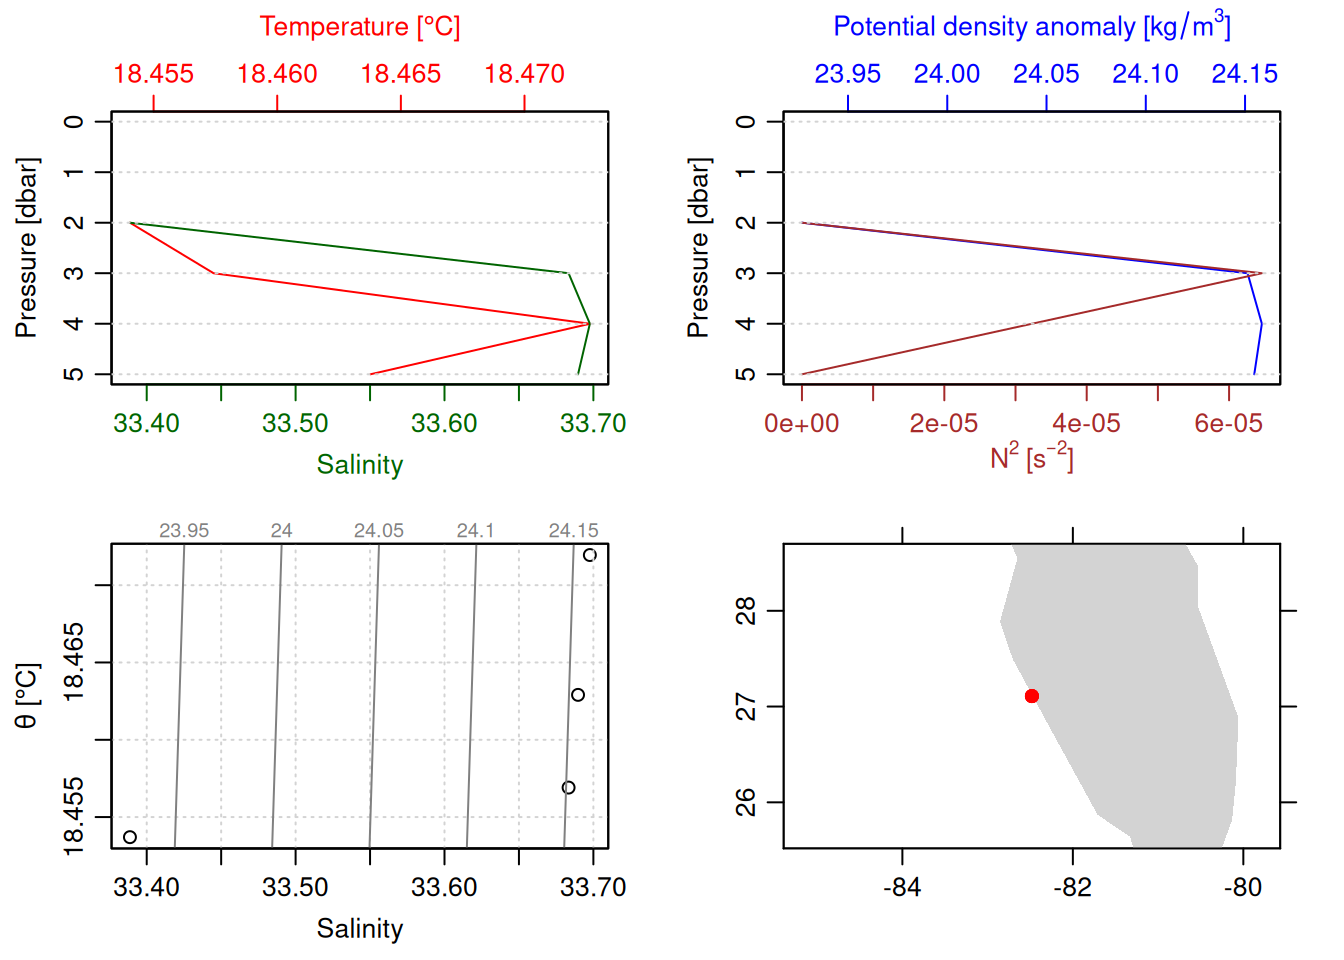 Temperature [°C]
18.455 18.460 18.465 18.470
0
1
2
3
4
5
Pressure [dbar]
33.40 33.50 33.60 33.70
Salinity
Potential density anomaly [kg/m³]
23.95 24.00 24.05 24.10 24.15
0
1
2
3
4
5
Pressure [dbar]
0e+00 2e-05 4e-05 6e-05
N² [s⁻²]
23.95 24 24.05 24.1 24.15
18.465
18.455
θ [°C]
33.40 33.50 33.60 33.70
Salinity
28
27
26
-84 -82 -80